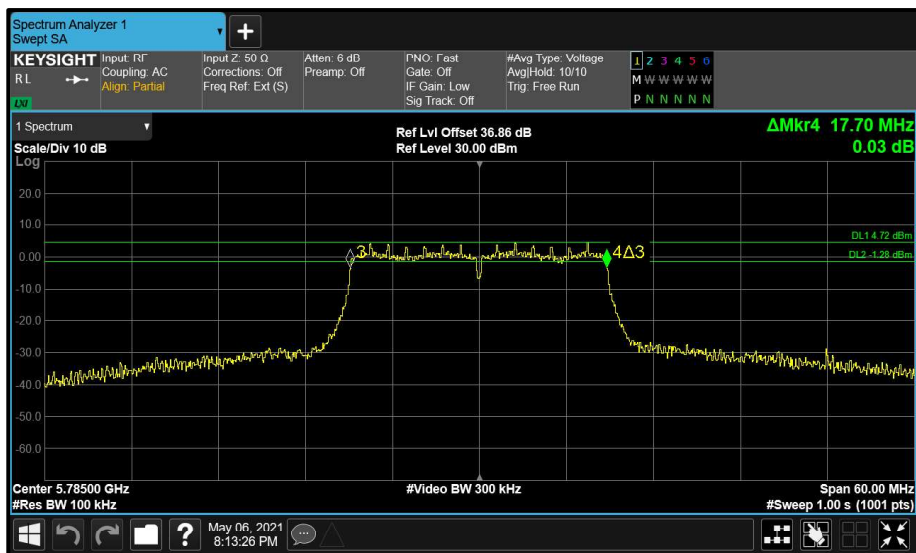 Spectrum Analyzer 1
Swept SA
+
KEYSIGHT
RL
LXI
Input: RF
Coupling: AC
Align: Partial
Input Z: 50 Ω
Corrections: Off
Freq Ref: Ext (S)
Atten: 6 dB
Preamp: Off
PNO: Fast
Gate: Off
IF Gain: Low
Sig Track: Off
#Avg Type: Voltage
Avg|Hold: 10/10
Trig: Free Run
1 2 3 4 5 6
M W W W W W
P N N N N N
1 Spectrum
Scale/Div 10 dB
Log
Ref Lvl Offset 36.86 dB
Ref Level 30.00 dBm
ΔMkr4 17.70 MHz
0.03 dB
20.0
10.0
DL1 4.72 dBm
3
4Δ3
0.00
DL2 -1.28 dBm
-10.0
-20.0
-30.0
-40.0
-50.0
-60.0
Center 5.78500 GHz
#Video BW 300 kHz
Span 60.00 MHz
#Res BW 100 kHz
#Sweep 1.00 s (1001 pts)
?
May 06, 2021
8:13:26 PM